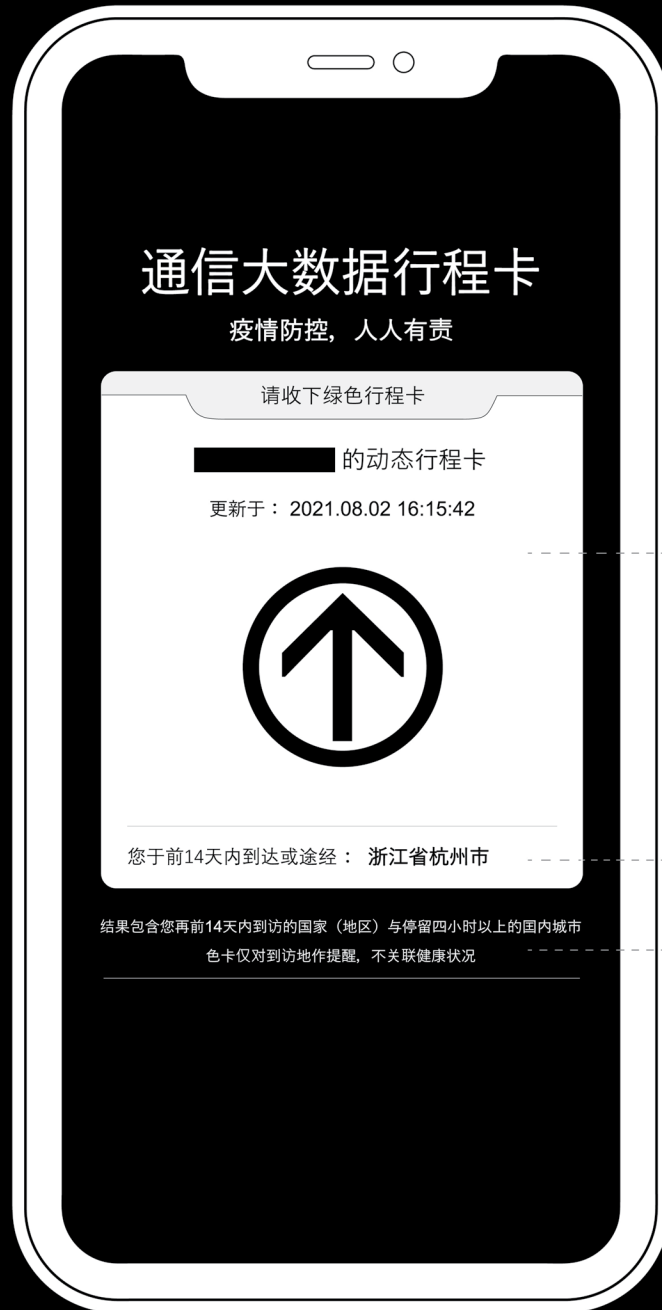 通信大数据行程卡
疫情防控，人人有责
请收下绿色行程卡
的动态行程卡
更新于：2021.08.02 16:15:42
您于前14天内到达或途经：浙江省杭州市
结果包含您再前14天内到访的国家（地区）与停留四小时以上的国内城市
色卡仅对到访地作提醒，不关联健康状况